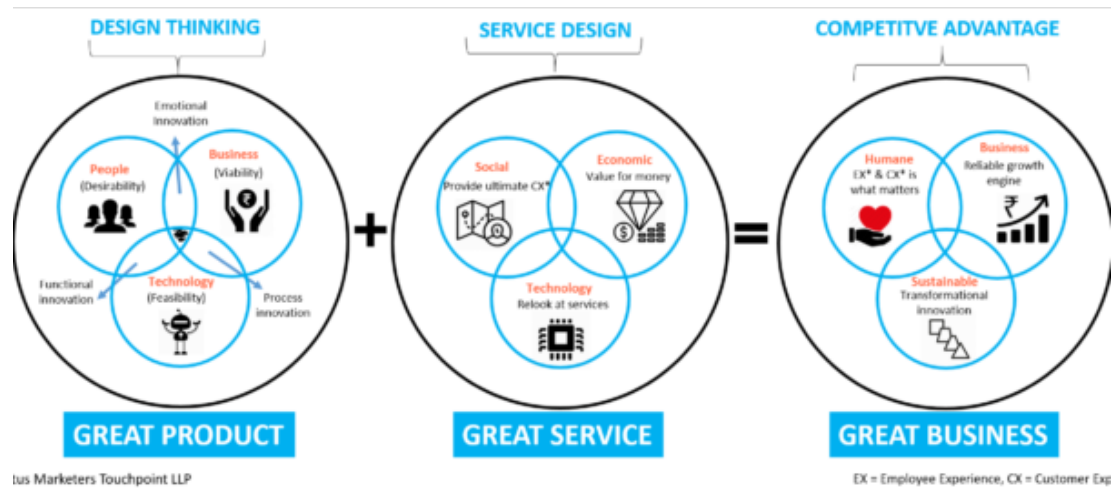 DESIGN THINKING
SERVICE DESIGN
COMPETITVE ADVANTAGE
Emotional
Innovation
People
(Desirability)
Business
(Viability)
₹
Functional
innovation
Technology
(Feasibility)
Process
innovation
+
Social
Provide ultimate CX*
Economic
Value for money
$
Technology
Relook at services
=
Humane
EX* & CX* is
what matters
Business
Reliable growth
engine
₹
Sustainable
Transformational
innovation
GREAT PRODUCT
GREAT SERVICE
GREAT BUSINESS
tus Marketers Touchpoint LLP
EX = Employee Experience, CX = Customer Exp